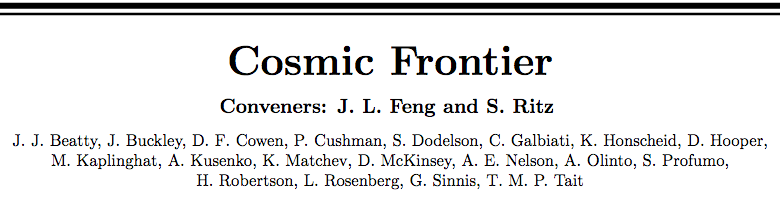 Cosmic Frontier
Conveners: J. L. Feng and S. Ritz
J. J. Beatty, J. Buckley, D. F. Cowen, P. Cushman, S. Dodelson, C. Galbiati, K. Honscheid, D. Hooper,
M. Kaplinghat, A. Kusenko, K. Matchev, D. McKinsey, A. E. Nelson, A. Olinto, S. Profumo,
H. Robertson, L. Rosenberg, G. Sinnis, T. M. P. Tait